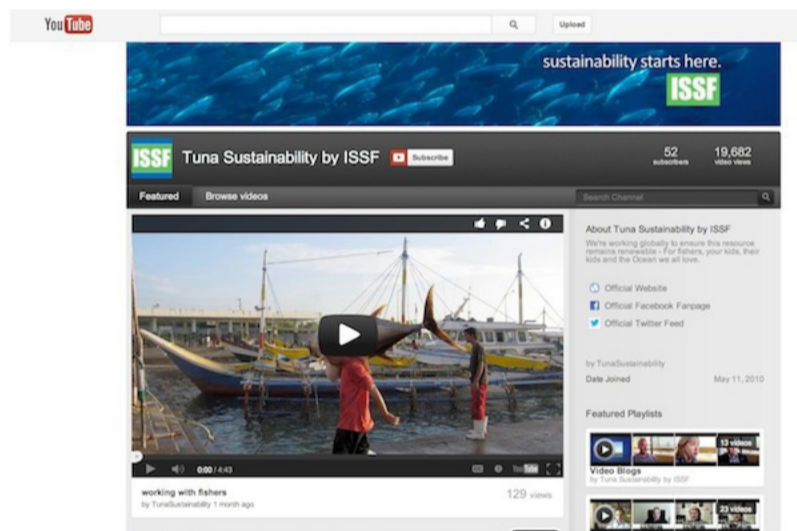 YouTube
Upload
sustainability starts here.
ISSF
ISSF Tuna Sustainability by ISSF Subscribe
52 subscribers
19,682 video views
Featured Browse videos Search Channel
0:00 / 4:43 YouTube
working with fishers
by TunaSustainability 1 month ago
129 views
About Tuna Sustainability by ISSF
We're working globally to ensure this resource
remains renewable - For fishers, your kids, their
kids and the Ocean we all love.
Official Website
Official Facebook Fanpage
Official Twitter Feed
by TunaSustainability
Date Joined May 11, 2010
Featured Playlists
13 videos
Video Blogs
by Tuna Sustainability by ISSF
23 videos